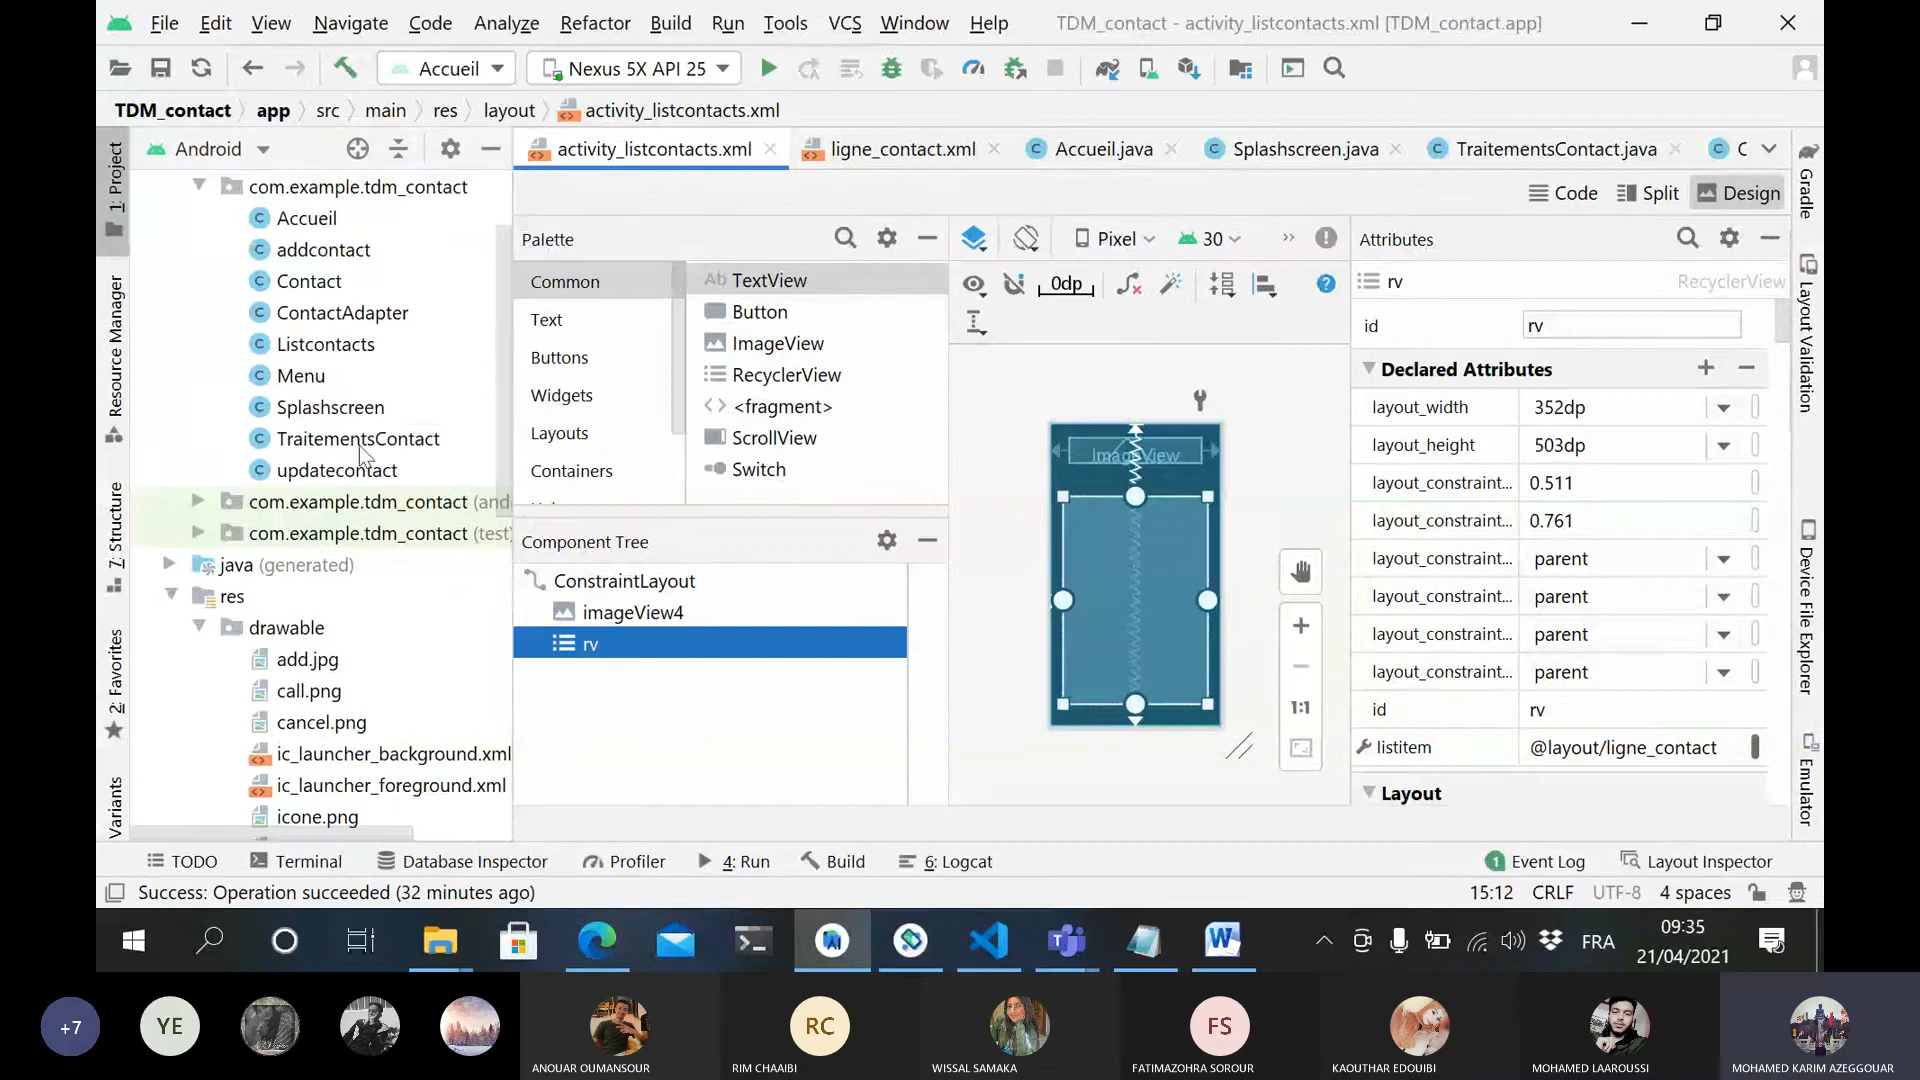 File Edit View Navigate Code Analyze Refactor Build Run Tools VCS Window Help TDM_contact - activity_listcontacts.xml [TDM_contact.app]
Accueil Nexus 5X API 25
TDM_contact app src main res layout activity_listcontacts.xml
Android
activity_listcontacts.xml ligne_contact.xml Accueil.java Splashscreen.java TraitementsContact.java C
Code Split Design
1: Project
Resource Manager
7: Structure
2: Favorites
Variants
com.example.tdm_contact
Accueil
addcontact
Contact
ContactAdapter
Listcontacts
Menu
Splashscreen
TraitementsContact
updatecontact
com.example.tdm_contact (and
com.example.tdm_contact (test)
java (generated)
res
drawable
add.jpg
call.png
cancel.png
ic_launcher_background.xml
ic_launcher_foreground.xml
icone.png
Palette
Common
Text
Buttons
Widgets
Layouts
Containers
Ab TextView
Button
ImageView
RecyclerView
<fragment>
ScrollView
Switch
Component Tree
ConstraintLayout
imageView4
rv
Pixel 30
0dp
ImageView
1:1
Attributes
rv RecyclerView
id rv
Declared Attributes
layout_width 352dp
layout_height 503dp
layout_constraint... 0.511
layout_constraint... 0.761
layout_constraint... parent
layout_constraint... parent
layout_constraint... parent
layout_constraint... parent
id rv
listitem @layout/ligne_contact
Layout
Gradle
Layout Validation
Device File Explorer
Emulator
TODO Terminal Database Inspector Profiler 4: Run Build 6: Logcat 1 Event Log Layout Inspector
Success: Operation succeeded (32 minutes ago) 15:12 CRLF UTF-8 4 spaces
FRA
09:35
21/04/2021
+7 YE RC FS
ANOUAR OUMANSOUR RIM CHAAIBI WISSAL SAMAKA FATIMAZOHRA SOROUR KAOUTHAR EDOUIBI MOHAMED LAAROUSSI MOHAMED KARIM AZEGGOUAR